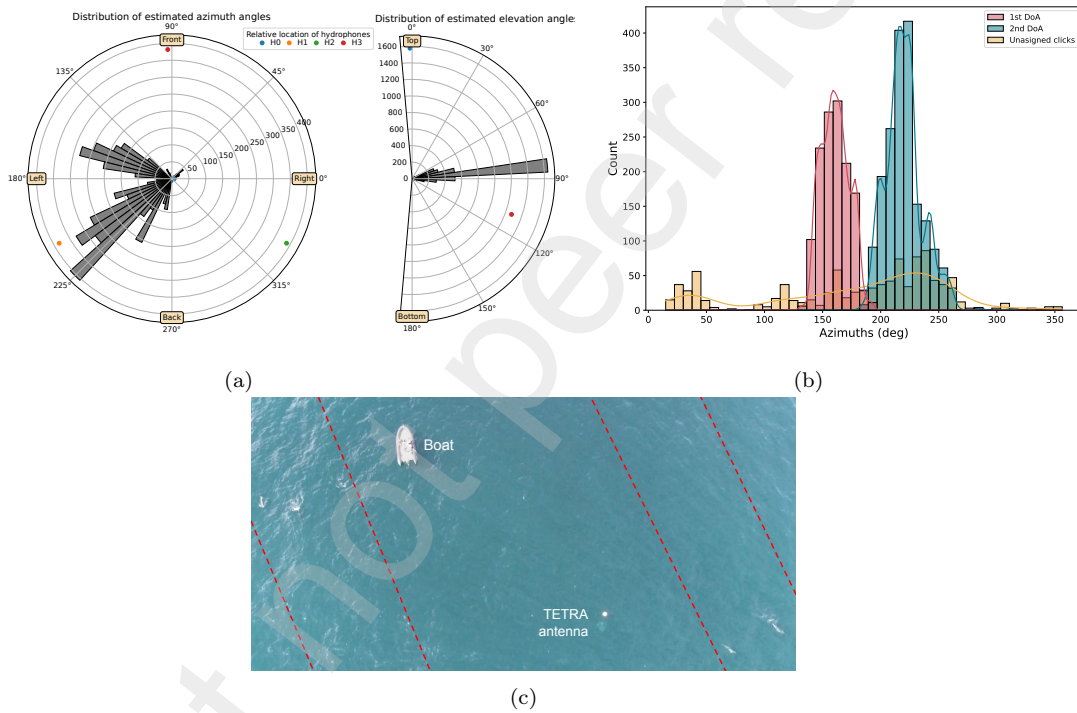 Distribution of estimated azimuth angles
90°
Front
Relative location of hydrophones
H0 H1 H2 H3
135°
45°
400
350
300
250
200
150
100
50
180°
Left
Right
0°
225°
315°
Back
270°
Distribution of estimated elevation angles
0°
Top
1600
1400
1200
1000
800
600
400
200
0
30°
60°
90°
120°
150°
Bottom
180°
1st DoA
2nd DoA
Unasigned clicks
Count
400
350
300
250
200
150
100
50
0
0 50 100 150 200 250 300 350
Azimuths (deg)
(a)
(b)
Boat
TETRA
antenna
(c)
not peer re